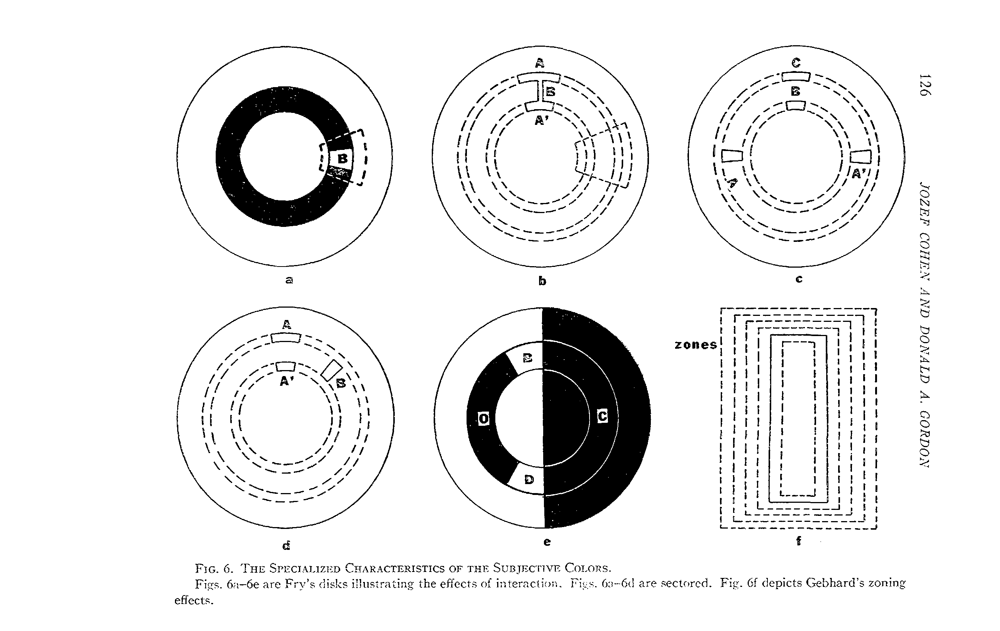 126 JOZEF COHEN AND DONALD A. GORDON
A
B
A'
B
a
b
C
B
A
A'
c
A
A'
B
d
B
O
C
D
e
zones
f
FIG. 6. THE SPECIALIZED CHARACTERISTICS OF THE SUBJECTIVE COLORS.
Figs. 6a–6e are Fry's disks illustrating the effects of interaction. Figs. 6a–6d are sectored. Fig. 6f depicts Gebhard's zoning
effects.